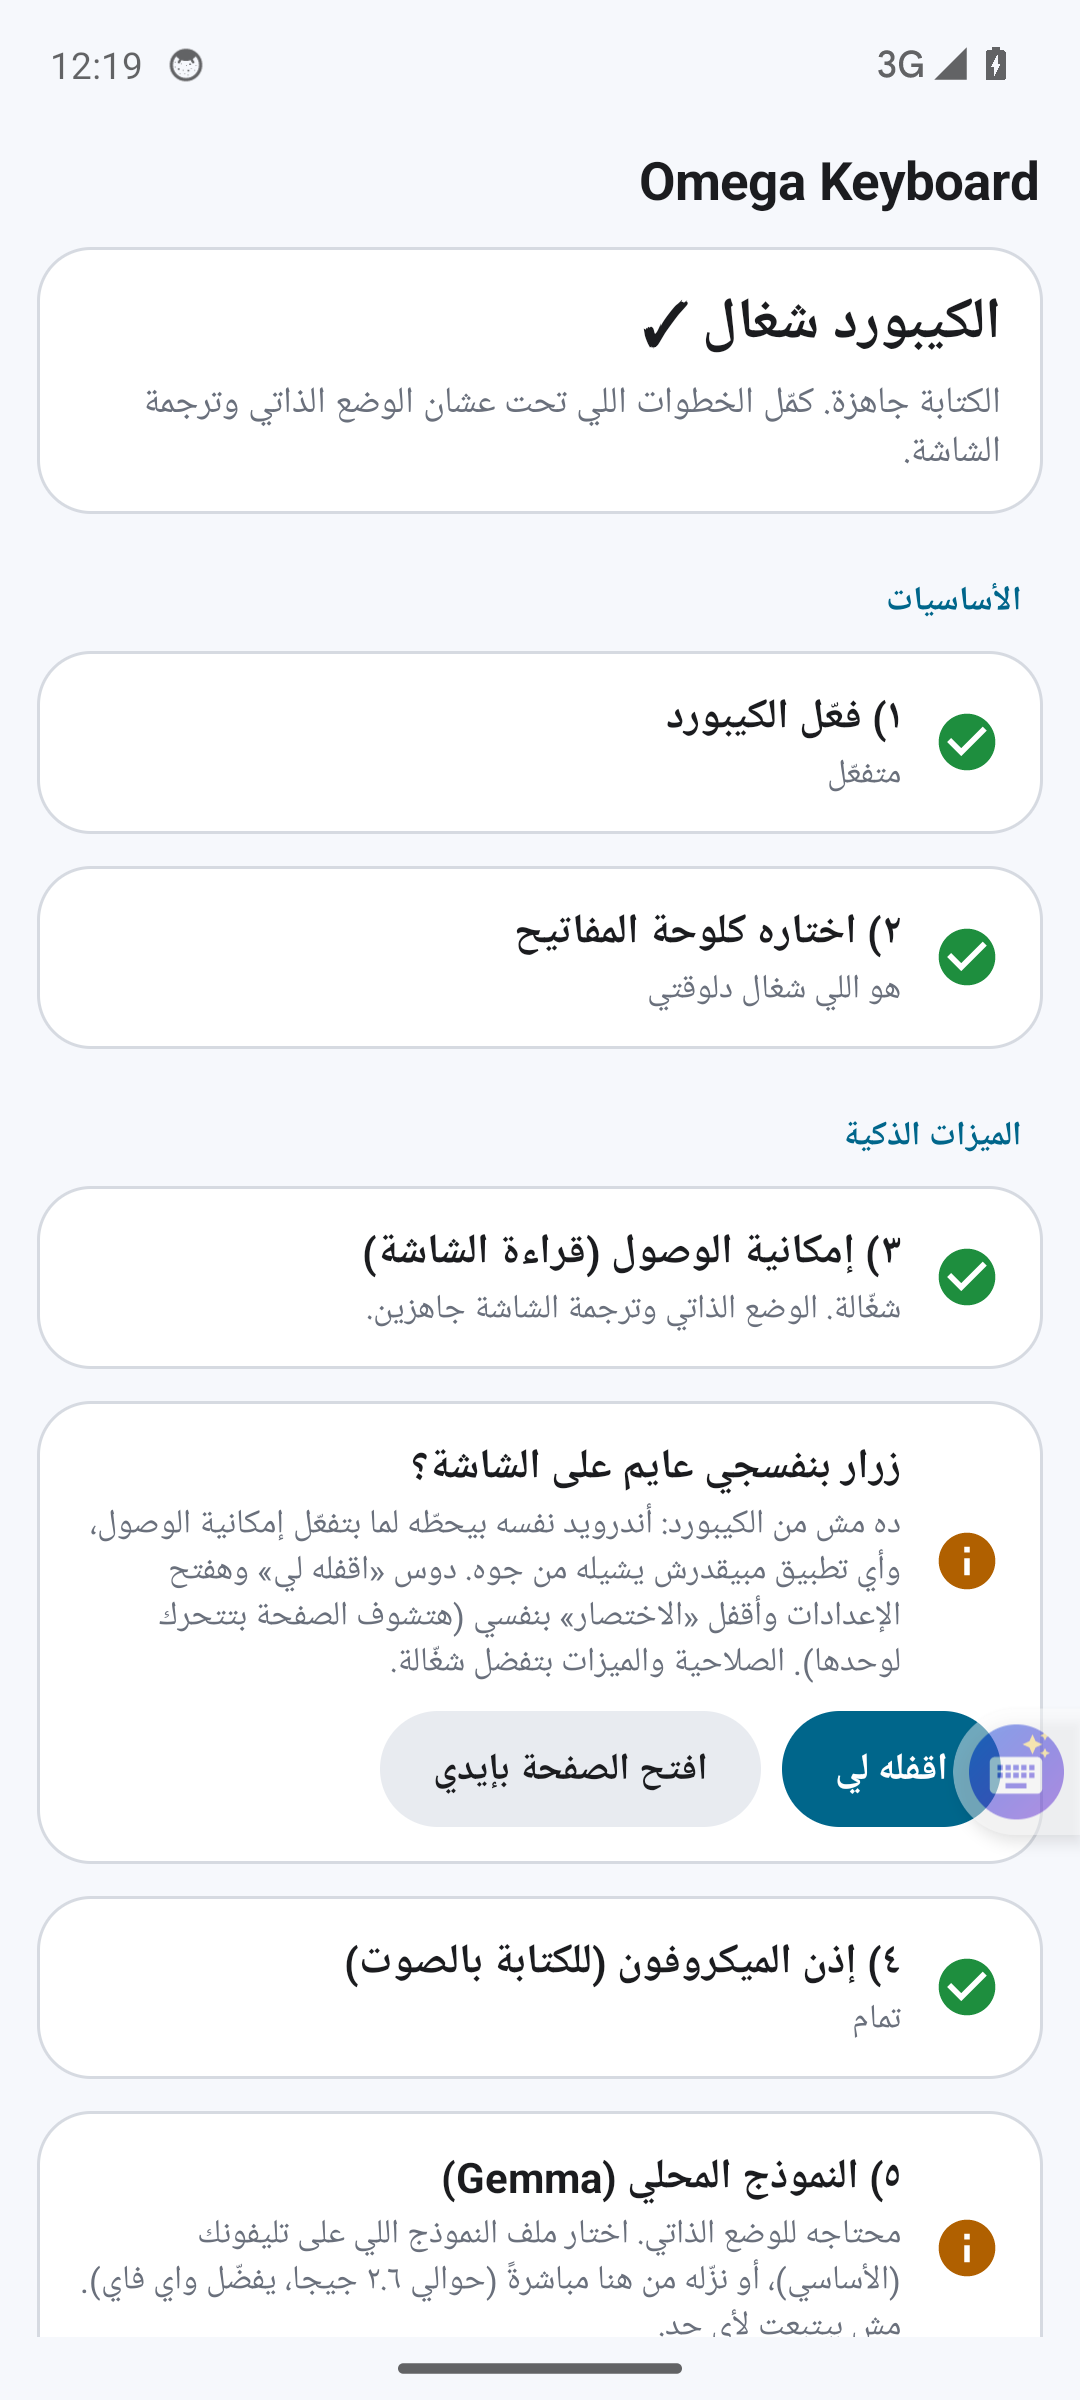 12:19
3G
Omega Keyboard
الكيبورد شغال ✓
الكتابة جاهزة. كمّل الخطوات اللي تحت عشان الوضع الذاتي وترجمة
الشاشة.
الأساسيات
١) فعّل الكيبورد
متفعّل
٢) اختاره كلوحة المفاتيح
هو اللي شغال دلوقتي
الميزات الذكية
٣) إمكانية الوصول (قراءة الشاشة)
شغّالة. الوضع الذاتي وترجمة الشاشة جاهزين.
زرار بنفسجي عايم على الشاشة؟
ده مش من الكيبورد: أندرويد نفسه بيحطّه لما بتفعّل إمكانية الوصول،
وأي تطبيق مبيقدرش يشيله من جوه. دوس «اقفله لي» وهفتح
الإعدادات وأقفل «الاختصار» بنفسي (هتشوف الصفحة بتتحرك
لوحدها). الصلاحية والميزات بتفضل شغّالة.
اقفله لي
افتح الصفحة بإيدي
٤) إذن الميكروفون (للكتابة بالصوت)
تمام
٥) النموذج المحلي (Gemma)
محتاجه للوضع الذاتي. اختار ملف النموذج اللي على تليفونك
(الأساسي)، أو نزّله من هنا مباشرةً (حوالي ٢.٦ جيجا، يفضّل واي فاي).
مش بيتبعت لأي حد.